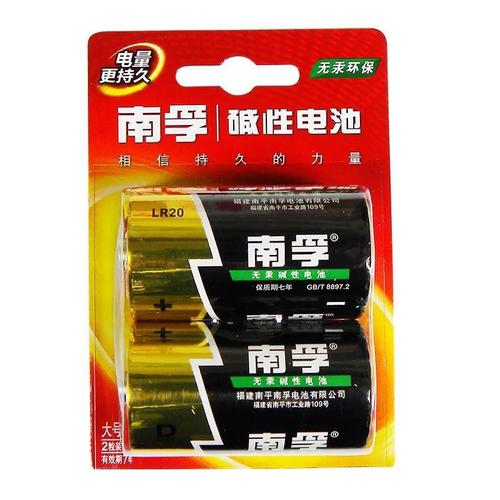 电量
更持久
无汞环保
南孚 碱性电池
相信持久的力量
LR20
福建南平南孚电池有限公司
福建省南平市工业路109号
南孚®
无汞碱性电池
保质期七年 GB/T 8897.2
+ −
南孚®
无汞碱性电池
福建南平南孚电池有限公司
福建省南平市工业路109号
D
大号
2粒装
有效期7年